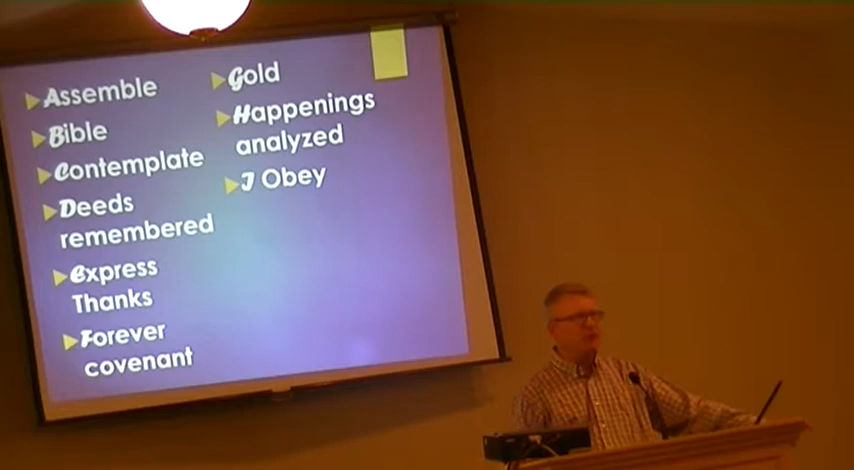 Assemble
Bible
Contemplate
Deeds
remembered
Express
Thanks
Forever
covenant
Gold
Happenings
analyzed
I Obey